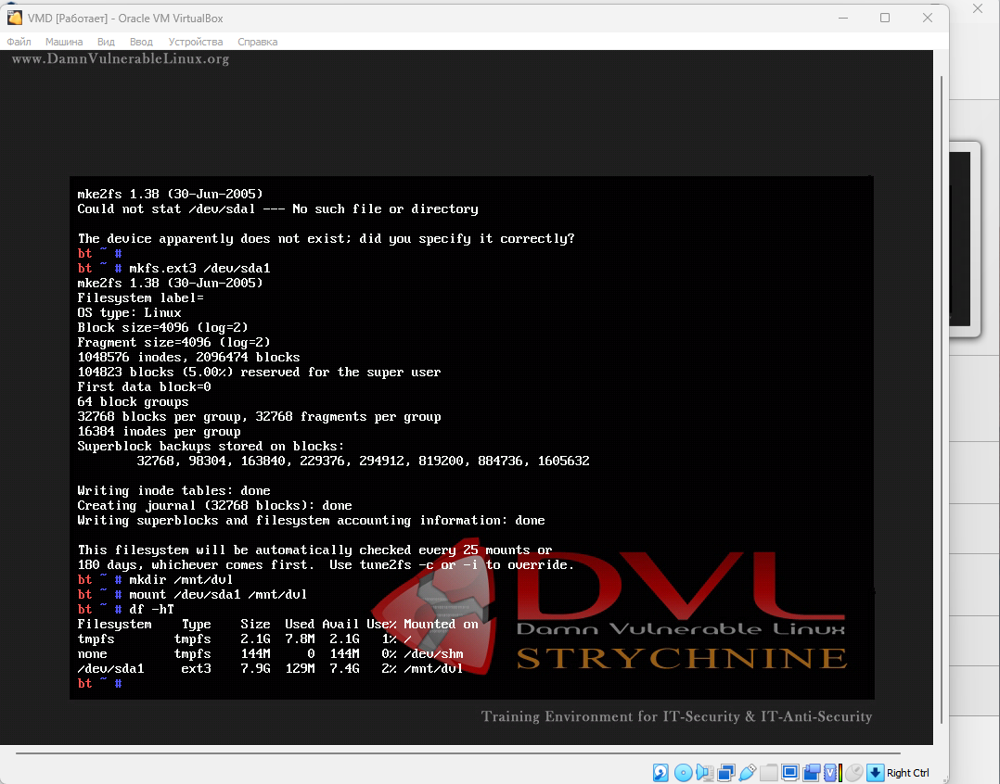 VMD [Работает] - Oracle VM VirtualBox
Файл Машина Вид Ввод Устройства Справка
www.DamnVulnerableLinux.org
mke2fs 1.38 (30-Jun-2005)
Could not stat /dev/sdal --- No such file or directory
The device apparently does not exist; did you specify it correctly?
bt ~ #
bt ~ # mkfs.ext3 /dev/sda1
mke2fs 1.38 (30-Jun-2005)
Filesystem label=
OS type: Linux
Block size=4096 (log=2)
Fragment size=4096 (log=2)
1048576 inodes, 2096474 blocks
104823 blocks (5.00%) reserved for the super user
First data block=0
64 block groups
32768 blocks per group, 32768 fragments per group
16384 inodes per group
Superblock backups stored on blocks:
32768, 98304, 163840, 229376, 294912, 819200, 884736, 1605632
Writing inode tables: done
Creating journal (32768 blocks): done
Writing superblocks and filesystem accounting information: done
This filesystem will be automatically checked every 25 mounts or
180 days, whichever comes first. Use tune2fs -c or -i to override.
bt ~ # mkdir /mnt/dvl
bt ~ # mount /dev/sda1 /mnt/dvl
bt ~ # df -hT
Filesystem Type Size Used Avail Use% Mounted on
tmpfs tmpfs 2.1G 7.8M 2.1G 1% /
none tmpfs 144M 0 144M 0% /dev/shm
/dev/sda1 ext3 7.9G 129M 7.4G 2% /mnt/dvl
bt ~ #
DVL
Damn Vulnerable Linux
STRYCHNINE
Training Environment for IT-Security & IT-Anti-Security
Right Ctrl